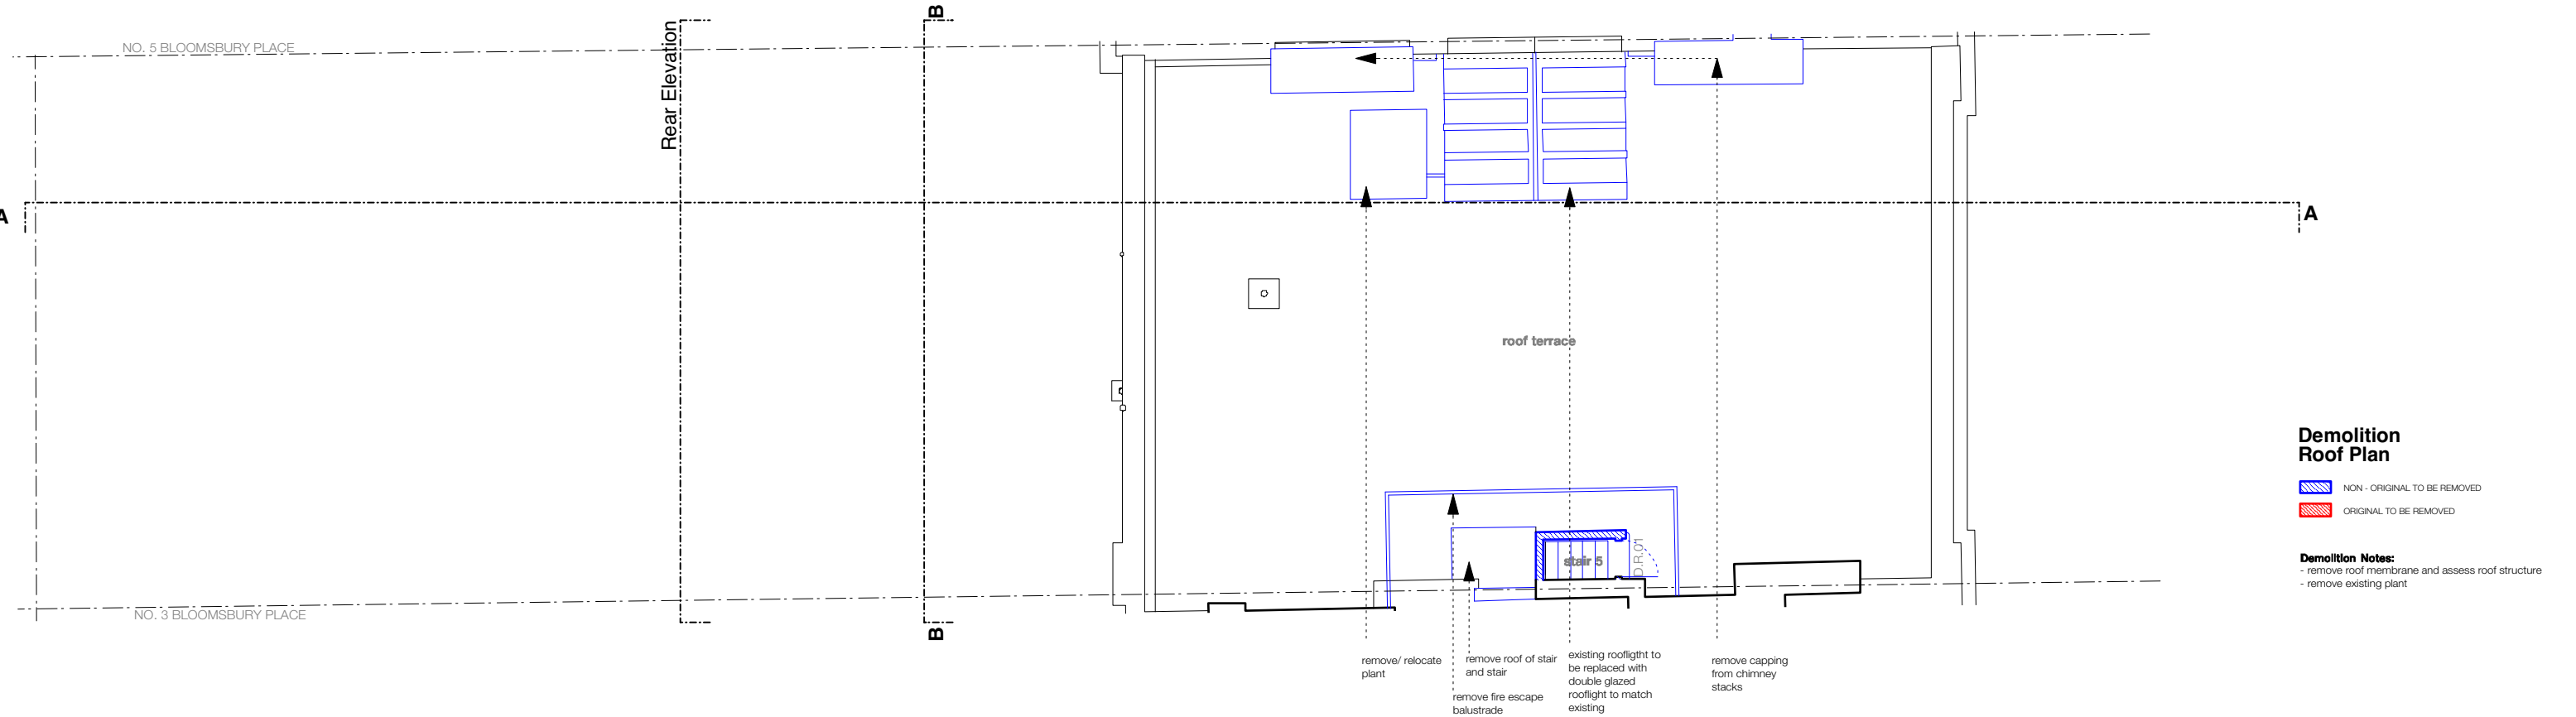 B
NO. 5 BLOOMSBURY PLACE
Rear Elevation
A
A
roof terrace
Demolition
Roof Plan
NON - ORIGINAL TO BE REMOVED
ORIGINAL TO BE REMOVED
stair 5
D.R.01
Demolition Notes:
- remove roof membrane and assess roof structure
- remove existing plant
NO. 3 BLOOMSBURY PLACE
B
remove/ relocate
plant
remove roof of stair
and stair
remove fire escape
balustrade
existing roofligtht to
be replaced with
double glazed
rooflight to match
existing
remove capping
from chimney
stacks